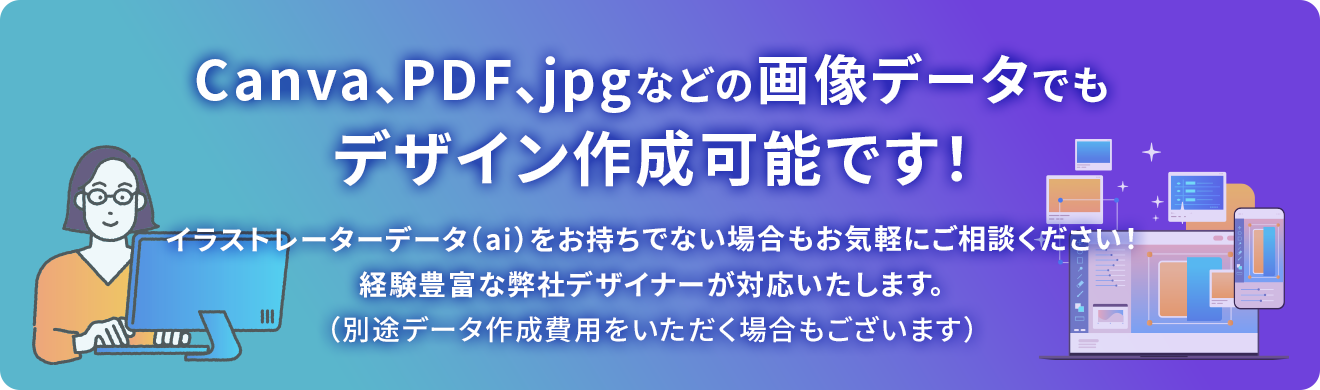 Canva、PDF、jpgなどの画像データでも
デザイン作成可能です！
イラストレーターデータ（ai）をお持ちでない場合もお気軽にご相談ください！
経験豊富な弊社デザイナーが対応いたします。
（別途データ作成費用をいただく場合もございます）